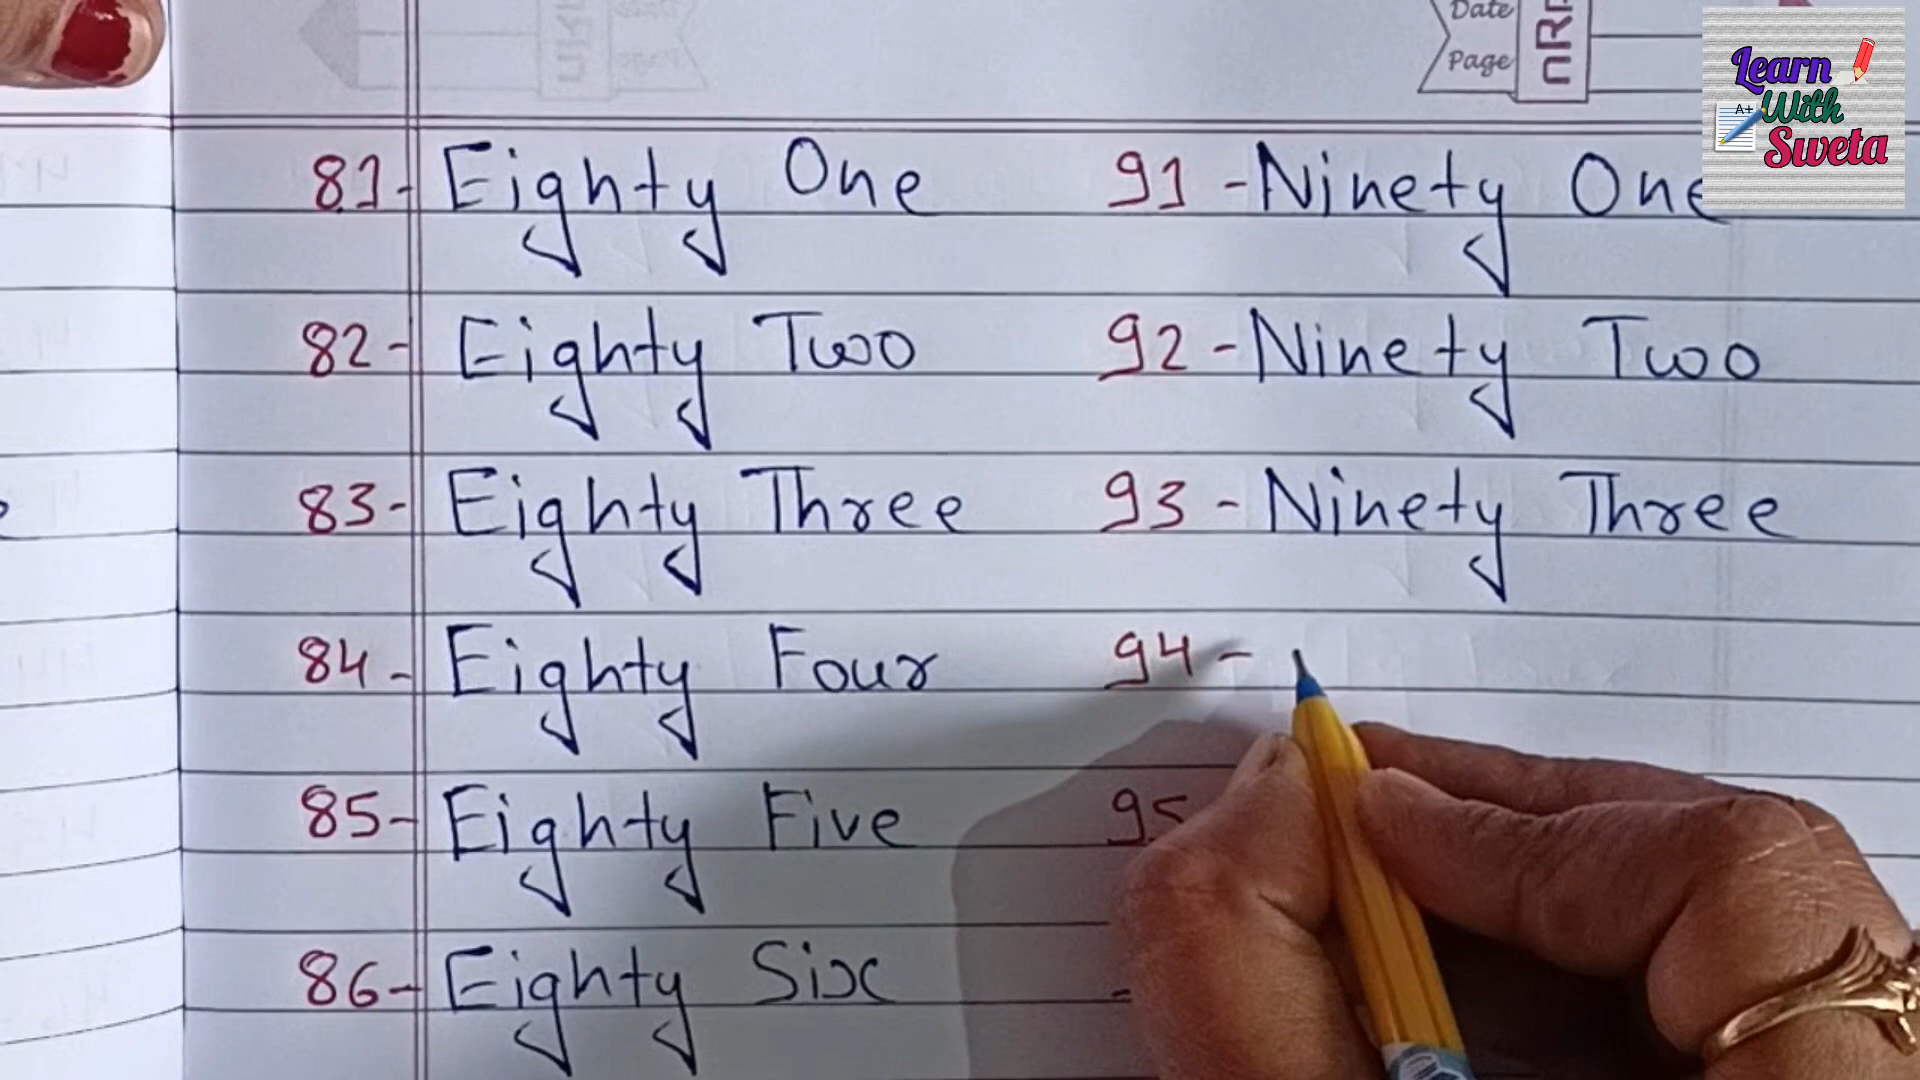 Date
Page
nRP
Learn
With
Sweta
A+
81- Eighty One
82- Eighty Two
83- Eighty Three
84- Eighty Four
85- Eighty Five
86- Eighty Six
91 - Ninety One
92 - Ninety Two
93 - Ninety Three
94 -
95